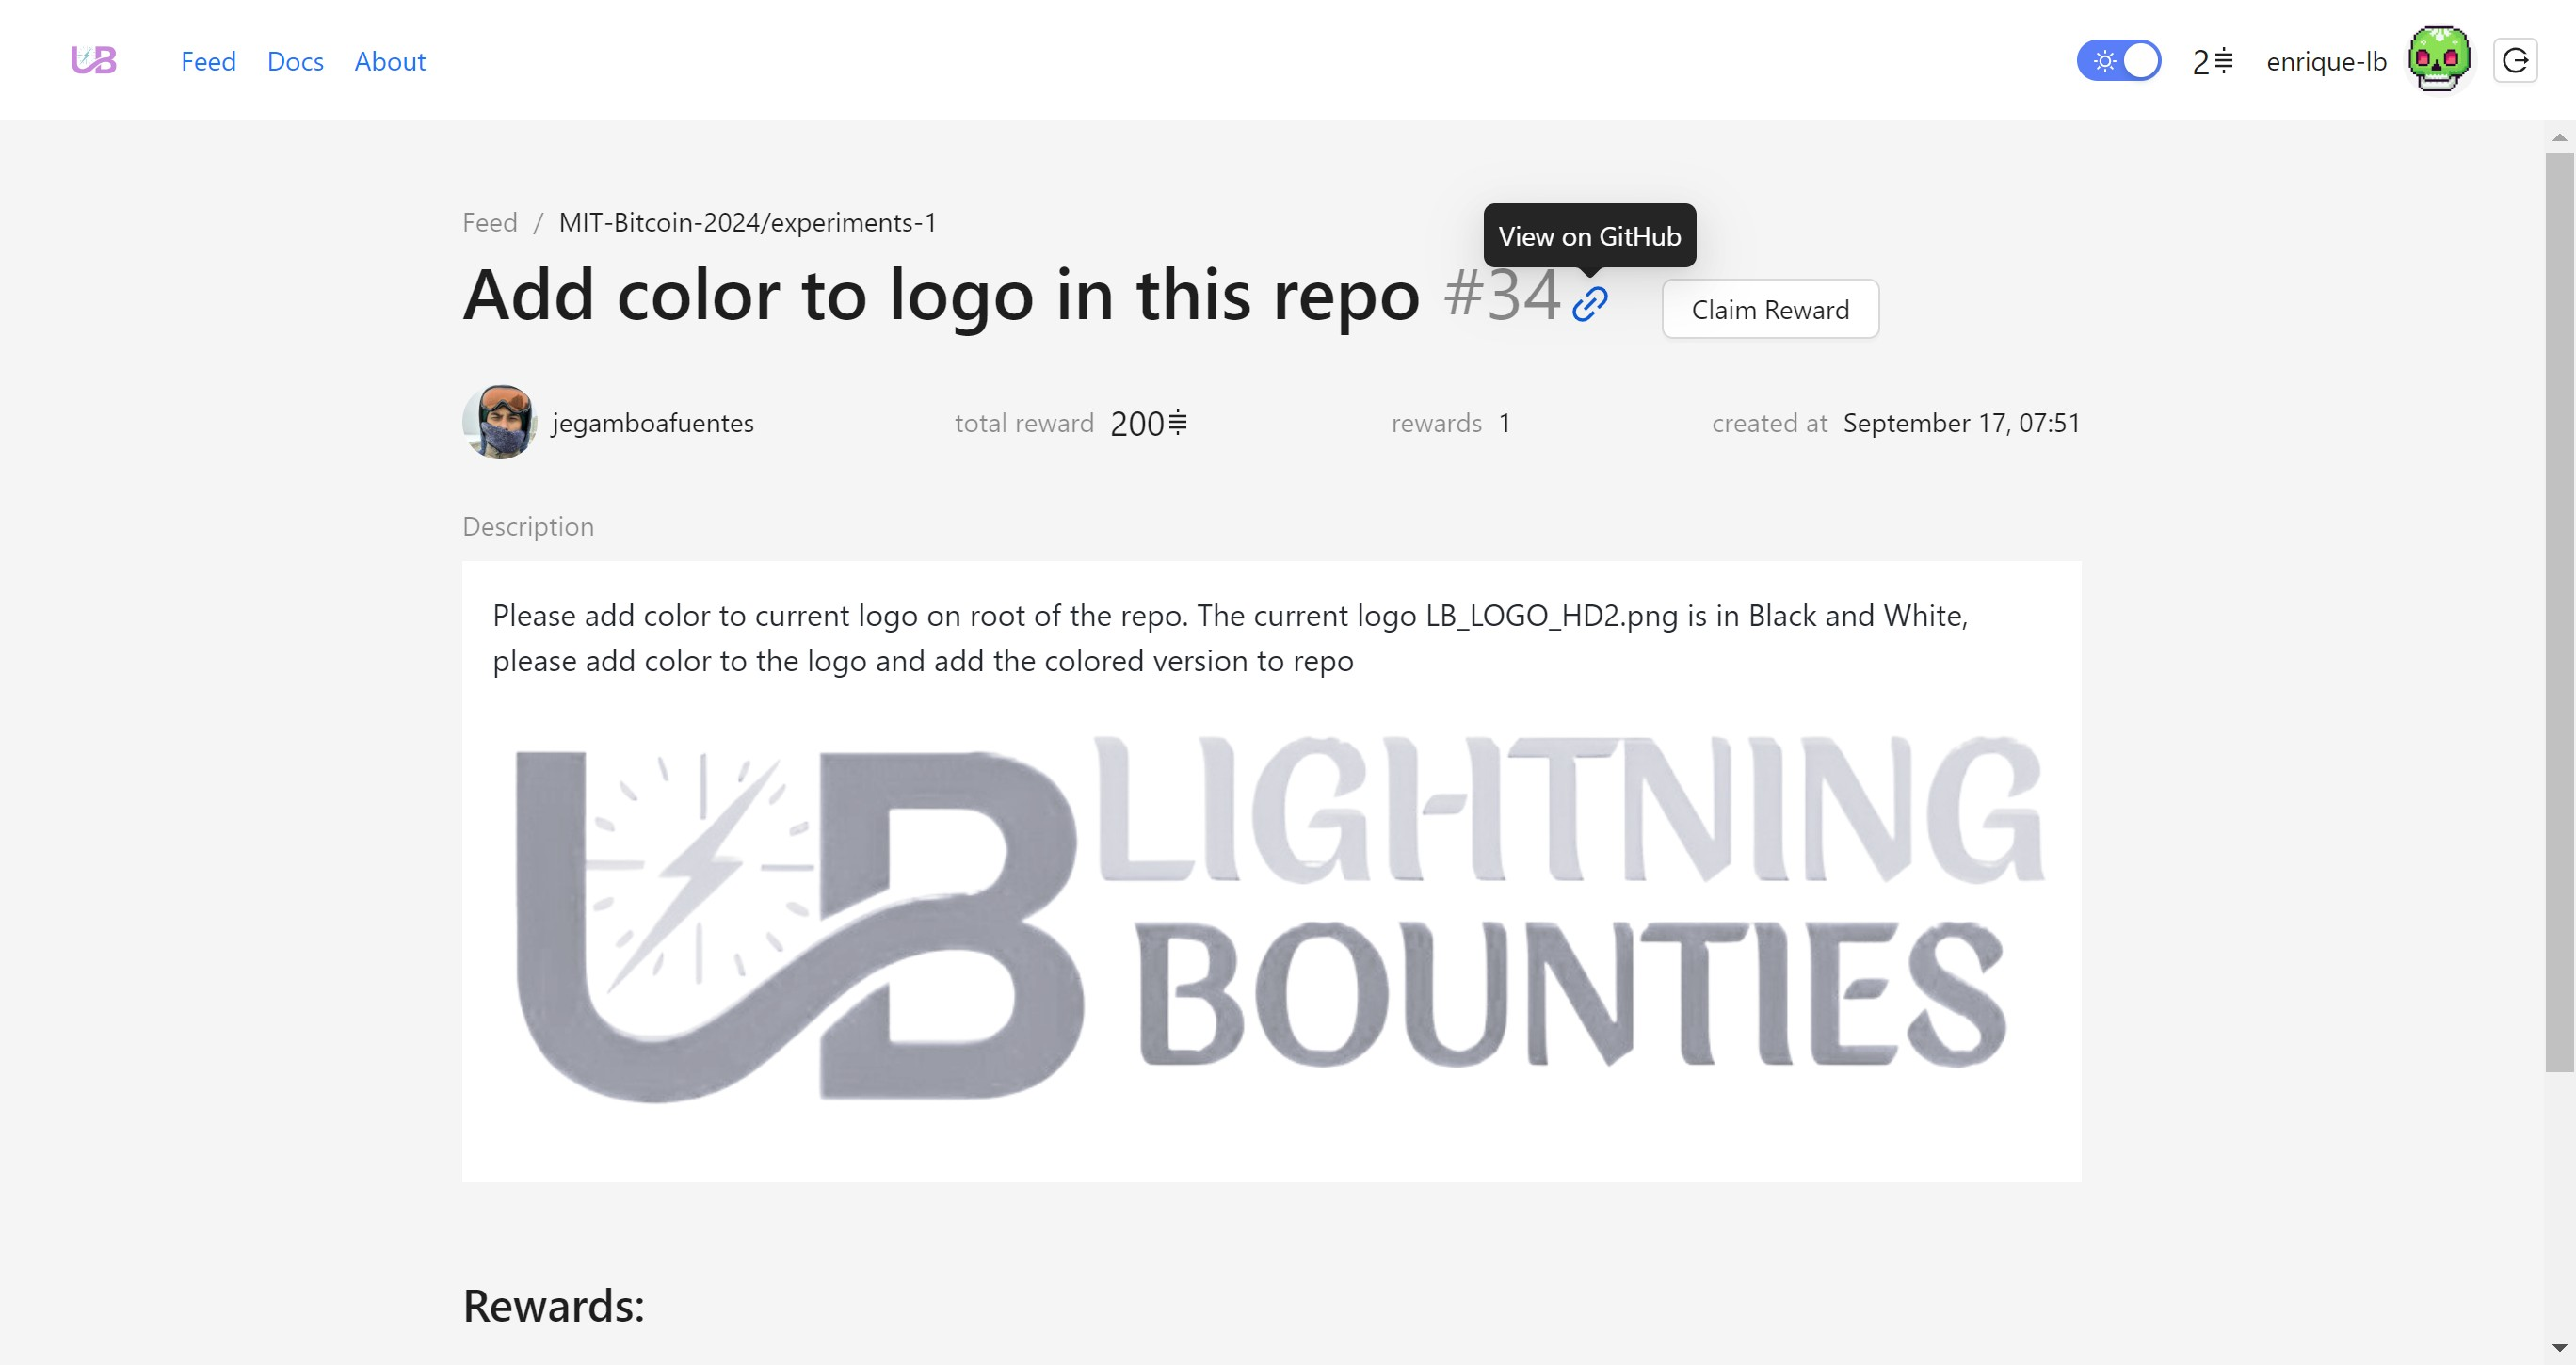 LB
Feed Docs About
2 enrique-lb
Feed / MIT-Bitcoin-2024/experiments-1
View on GitHub
Add color to logo in this repo #34
Claim Reward
jegamboafuentes total reward 200 rewards 1 created at September 17, 07:51
Description
Please add color to current logo on root of the repo. The current logo LB_LOGO_HD2.png is in Black and White,
please add color to the logo and add the colored version to repo
LB
LIGHTNING
BOUNTIES
Rewards: